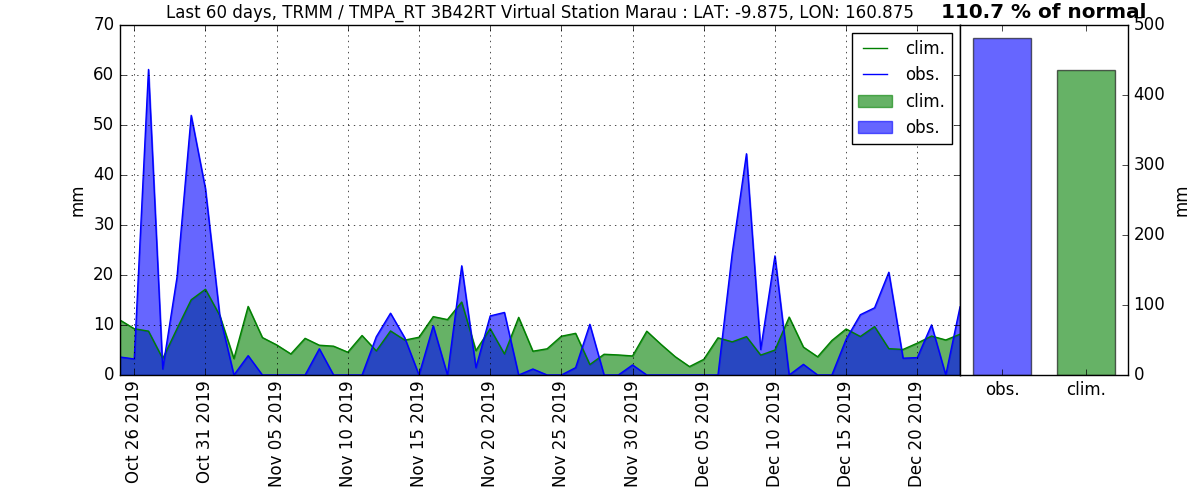 Last 60 days, TRMM / TMPA_RT 3B42RT Virtual Station Marau : LAT: -9.875, LON: 160.875
110.7 % of normal
70
60
50
40
30
20
10
0
mm
clim.
obs.
clim.
obs.
500
400
300
200
100
0
mm
obs.
clim.
Oct 26 2019
Oct 31 2019
Nov 05 2019
Nov 10 2019
Nov 15 2019
Nov 20 2019
Nov 25 2019
Nov 30 2019
Dec 05 2019
Dec 10 2019
Dec 15 2019
Dec 20 2019